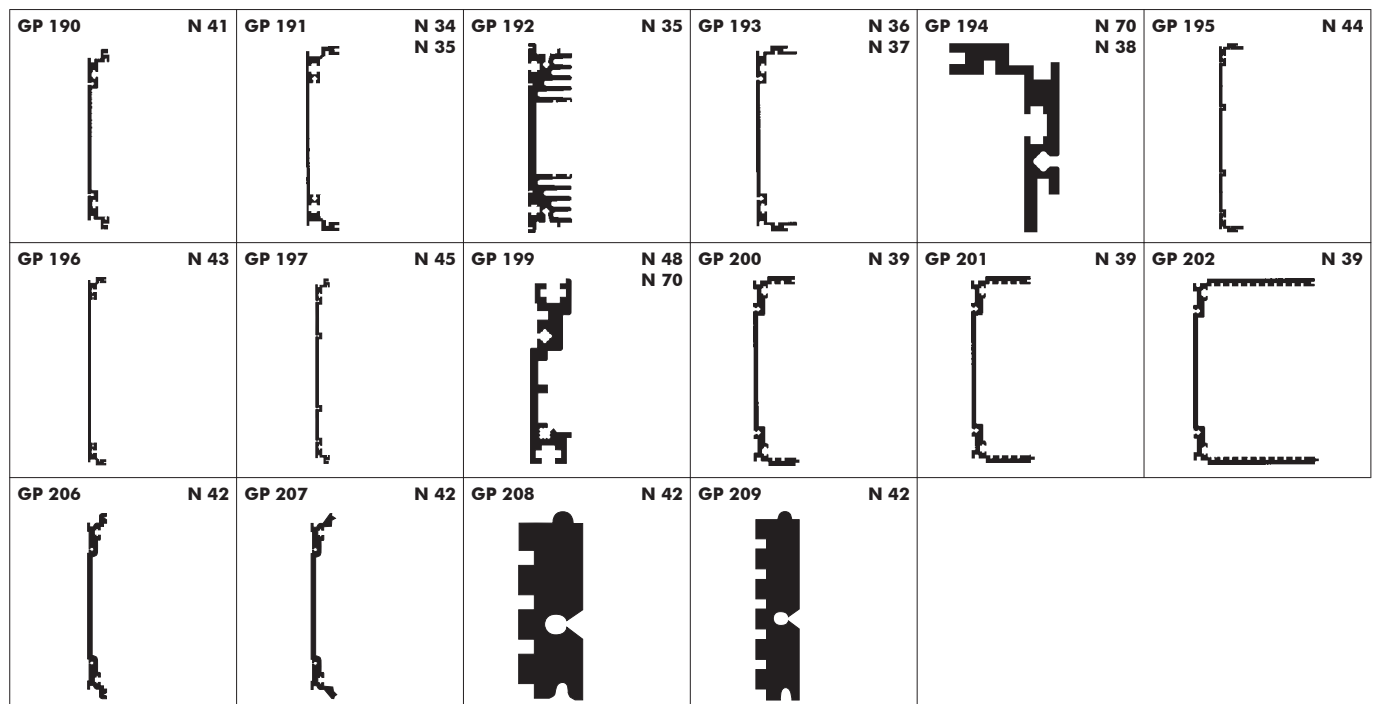 GP 190 N 41
GP 191 N 34
N 35
GP 192 N 35
GP 193 N 36
N 37
GP 194 N 70
N 38
GP 195 N 44
GP 196 N 43
GP 197 N 45
GP 199 N 48
N 70
GP 200 N 39
GP 201 N 39
GP 202 N 39
GP 206 N 42
GP 207 N 42
GP 208 N 42
GP 209 N 42